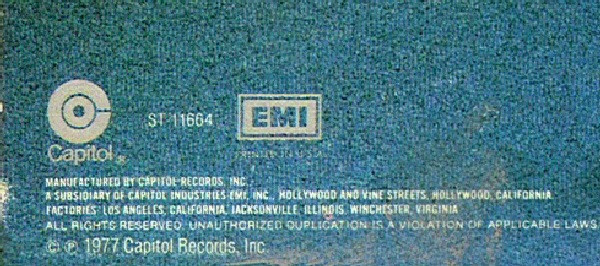 ST 11664
EMI
Capitol
MANUFACTURED BY CAPITOL RECORDS, INC.,
A SUBSIDIARY OF CAPITOL INDUSTRIES-EMI, INC., HOLLYWOOD AND VINE STREETS, HOLLYWOOD, CALIFORNIA.
FACTORIES: LOS ANGELES, CALIFORNIA, JACKSONVILLE, ILLINOIS, WINCHESTER, VIRGINIA
ALL RIGHTS RESERVED. UNAUTHORIZED DUPLICATION IS A VIOLATION OF APPLICABLE LAWS
© ℗ 1977 Capitol Records, Inc.